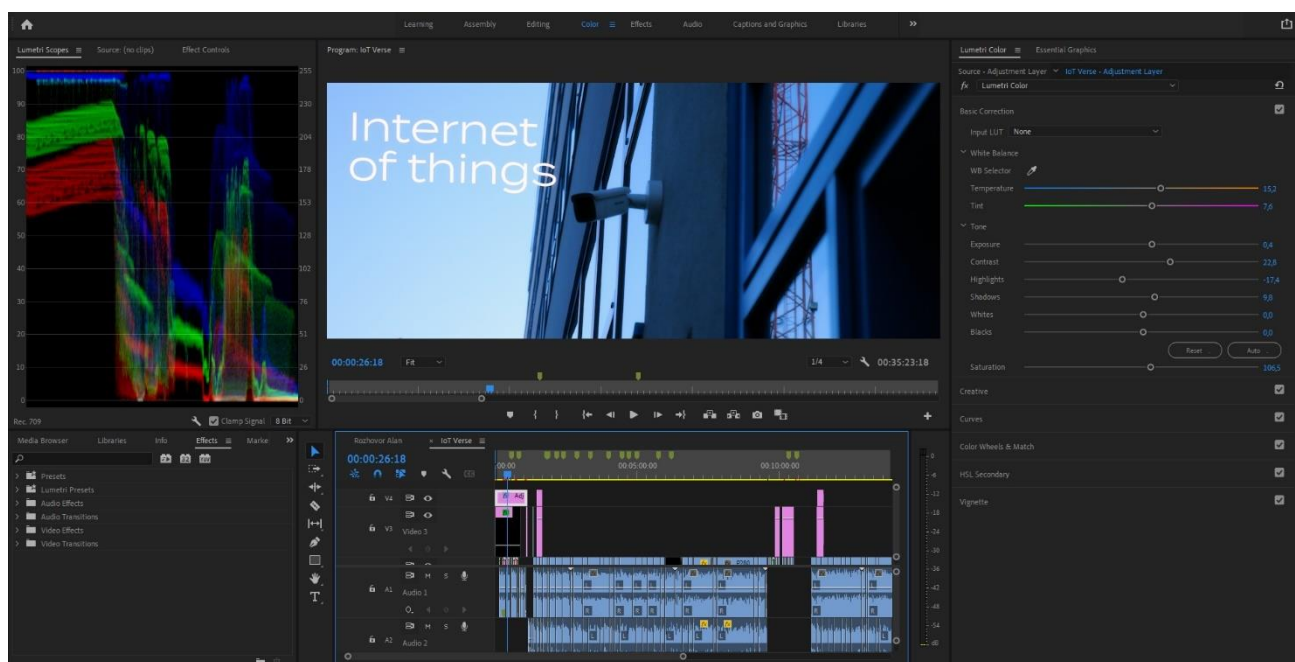 Learning Assembly Editing Color Effects Audio Captions and Graphics Libraries
Lumetri Scopes Source: (no clips) Effect Controls
Program: IoT Verse
Lumetri Color Essential Graphics
100
90
80
70
60
50
40
30
20
10
0
255
230
204
178
153
128
102
76
51
26
0
Rec. 709 Clamp Signal 8 Bit
Internet
of things
00:00:26:18 Fit 1/4 00:35:23:18
Source - Adjustment Layer IoT Verse - Adjustment Layer
fx Lumetri Color
Basic Correction
Input LUT None
White Balance
WB Selector
Temperature 15,2
Tint 7,6
Tone
Exposure 0,4
Contrast 22,8
Highlights -17,4
Shadows 9,8
Whites 0,0
Blacks 0,0
Reset Auto
Saturation 106,5
Creative
Curves
Color Wheels & Match
HSL Secondary
Vignette
Media Browser Libraries Info Effects Marke
Presets
Lumetri Presets
Audio Effects
Audio Transitions
Video Effects
Video Transitions
Rozhovor Alan × IoT Verse
00:00:26:18
:00:00 00:05:00:00 00:10:00:00
V4
V3 Video 3
M S
A1 Audio 1
M S
A2 Audio 2
0
-6
-12
-18
-24
-30
-36
-42
-48
-54
dB